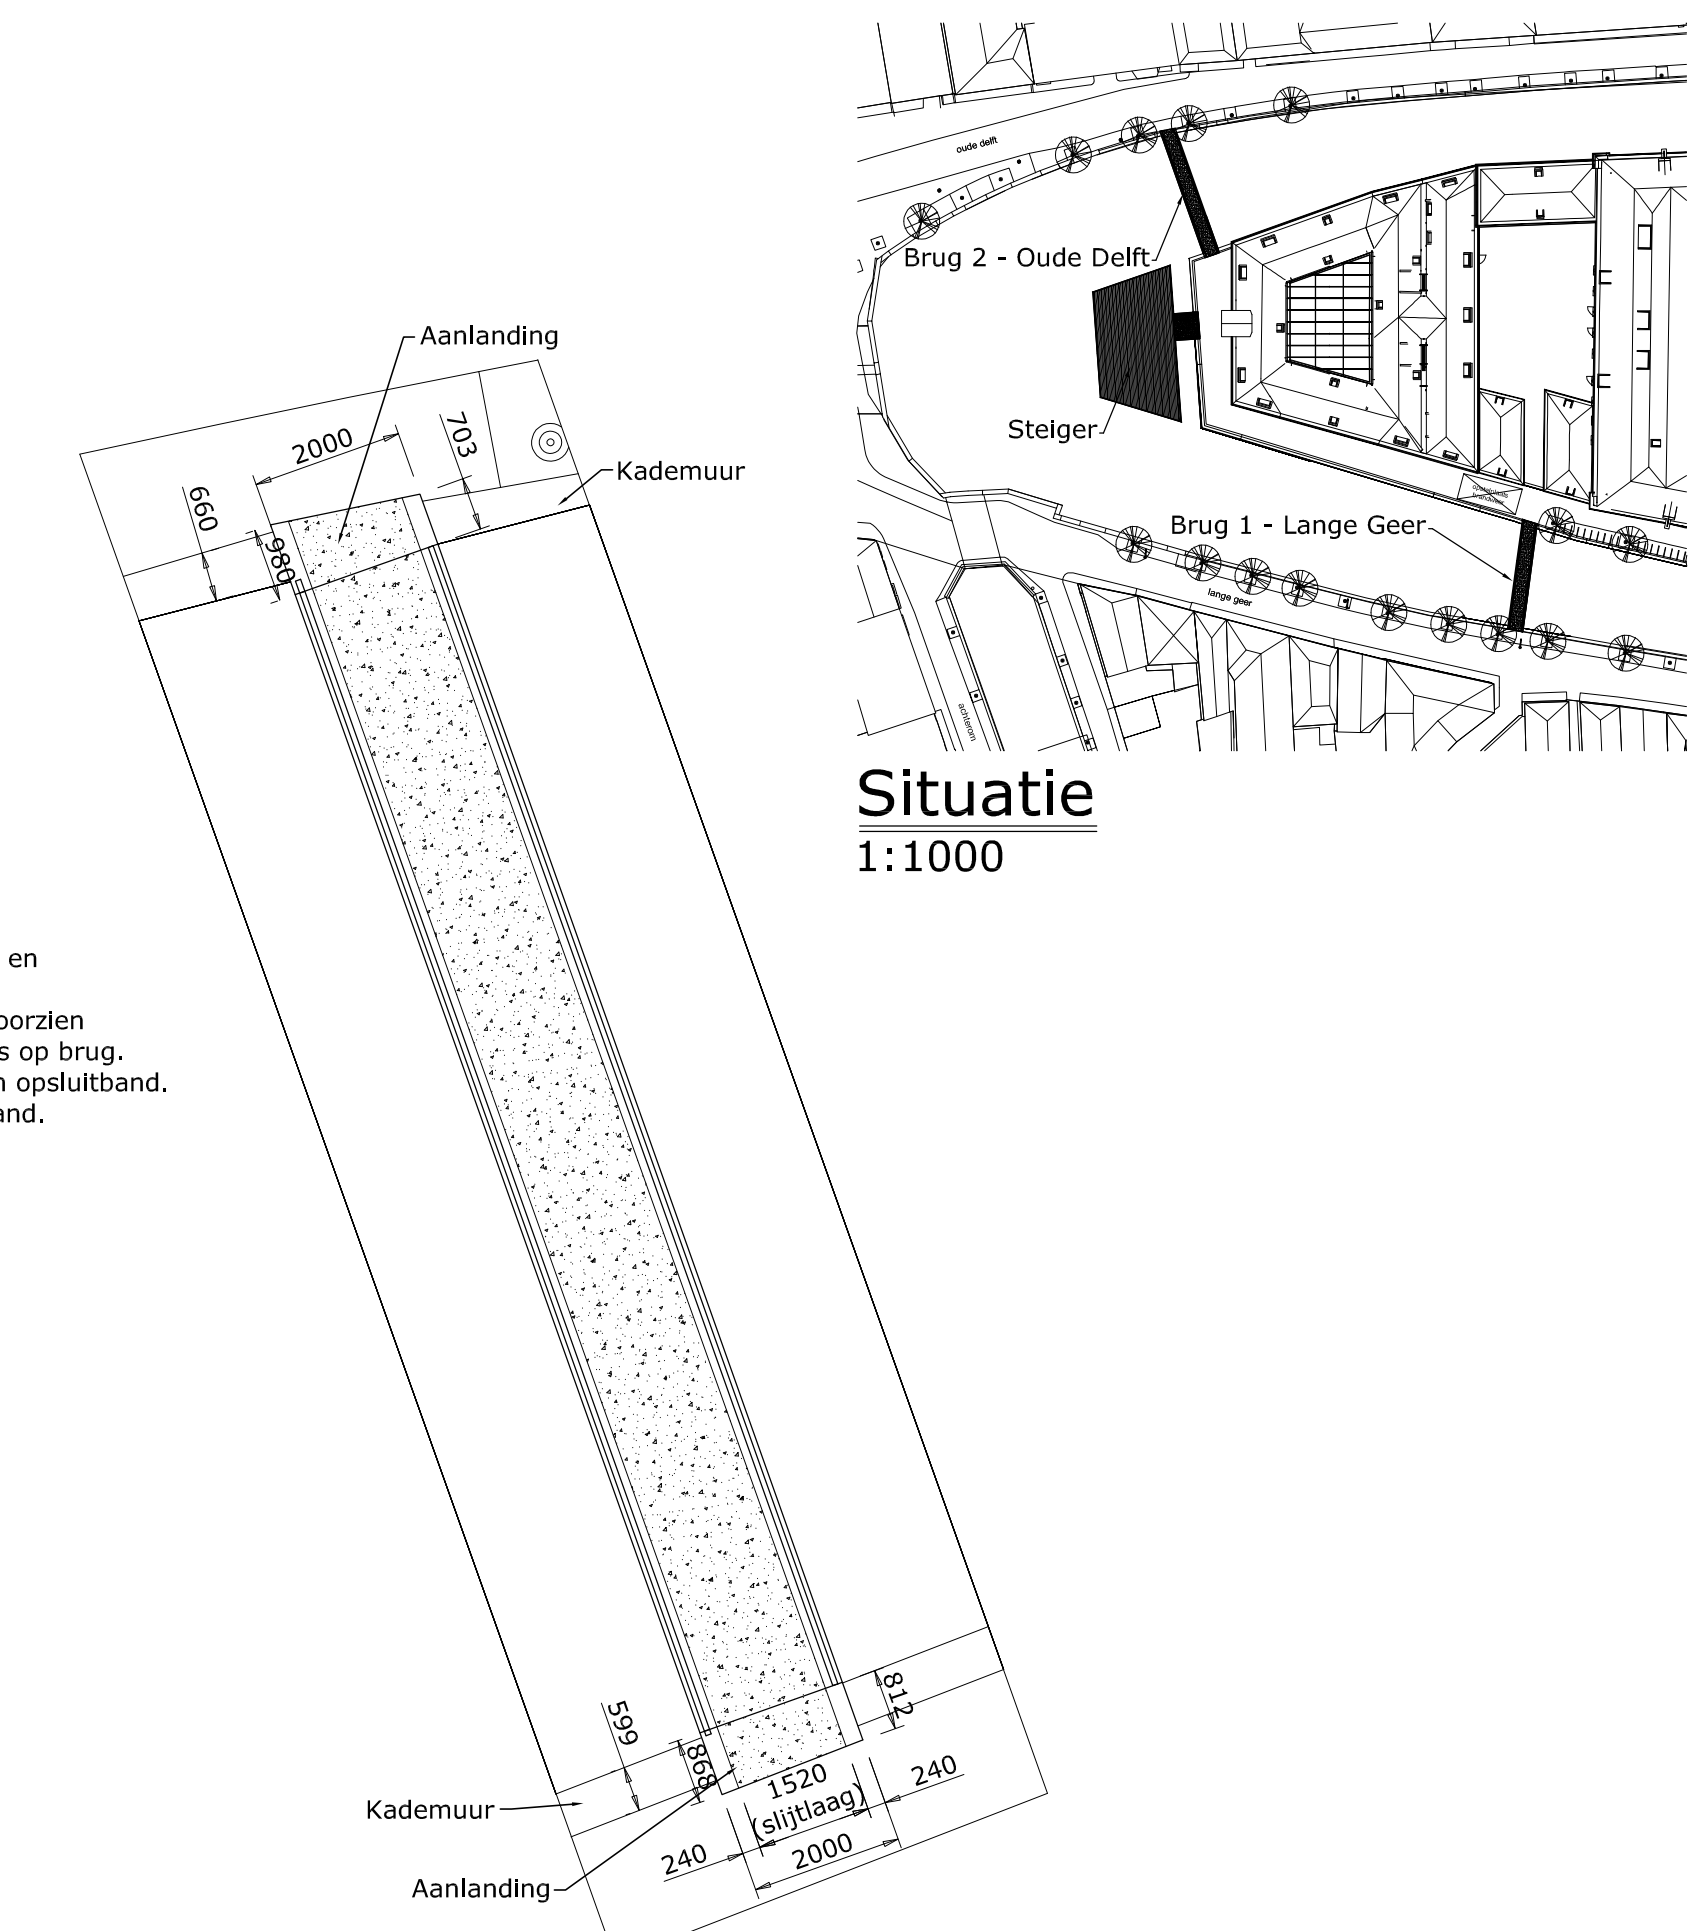 oude delft
Brug 2 - Oude Delft
Steiger
Brug 1 - Lange Geer
lange geer
achterom
Situatie
1:1000
Aanlanding
2000
703
Kademuur
660
980
en
oorzien
s op brug.
n opsluitband.
and.
812
599
868
1520
(slijtlaag)
240
240
2000
Kademuur
Aanlanding